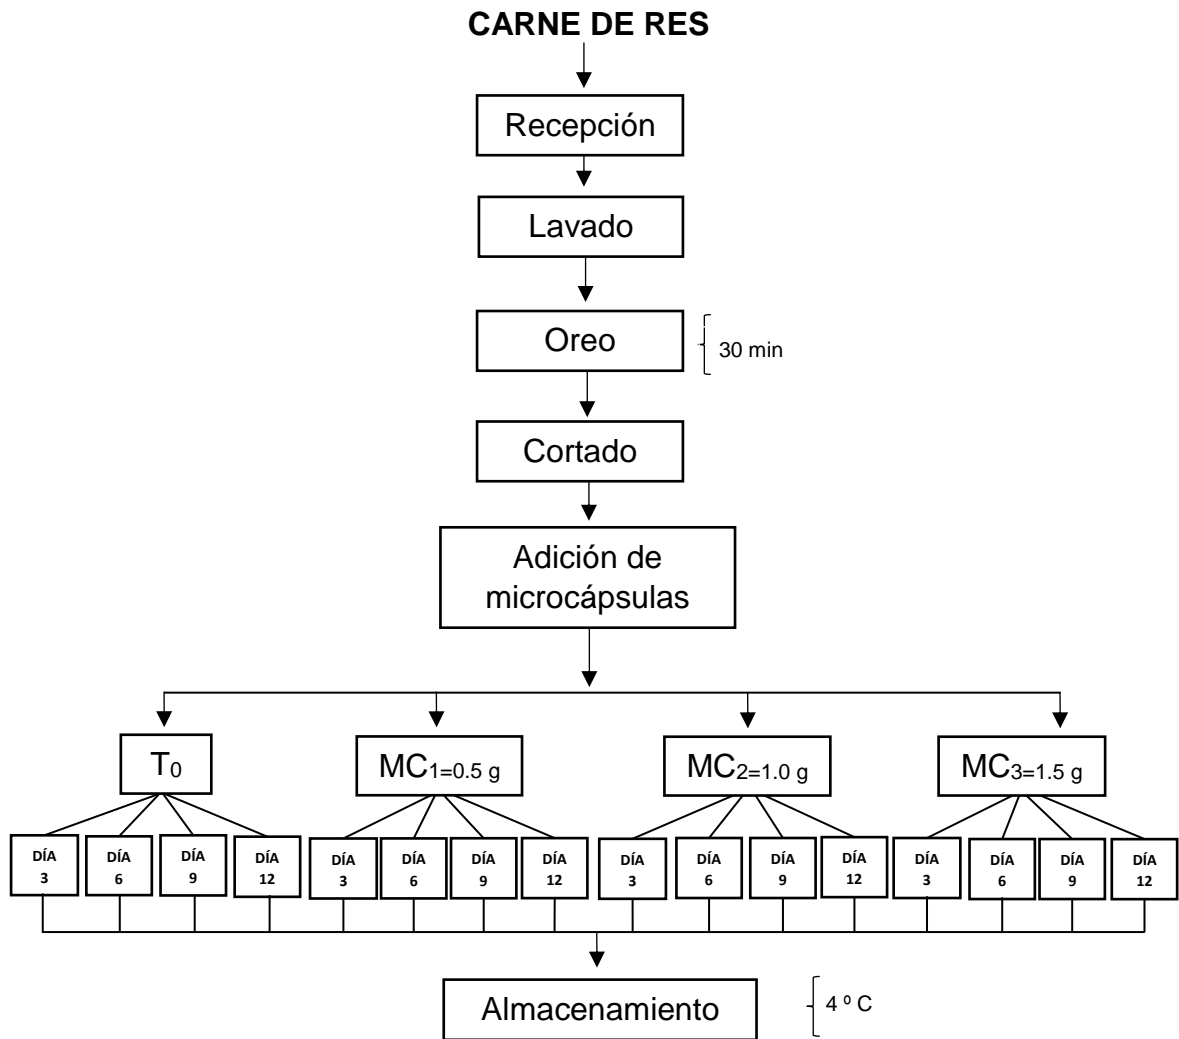 CARNE DE RES
Recepción
Lavado
Oreo
30 min
Cortado
Adición de
microcápsulas
T0
MC1=0.5 g
MC2=1.0 g
MC3=1.5 g
DÍA
3
DÍA
6
DÍA
9
DÍA
12
DÍA
3
DÍA
6
DÍA
9
DÍA
12
DÍA
3
DÍA
6
DÍA
9
DÍA
12
DÍA
3
DÍA
6
DÍA
9
DÍA
12
Almacenamiento
4 º C